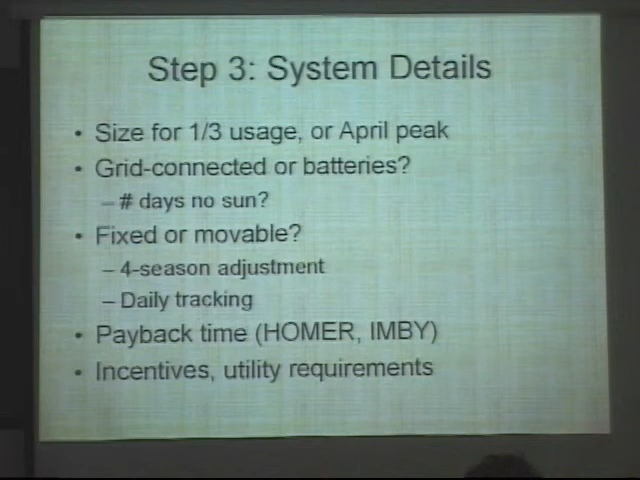 Step 3: System Details
• Size for 1/3 usage, or April peak
• Grid-connected or batteries?
– # days no sun?
• Fixed or movable?
– 4-season adjustment
– Daily tracking
• Payback time (HOMER, IMBY)
• Incentives, utility requirements